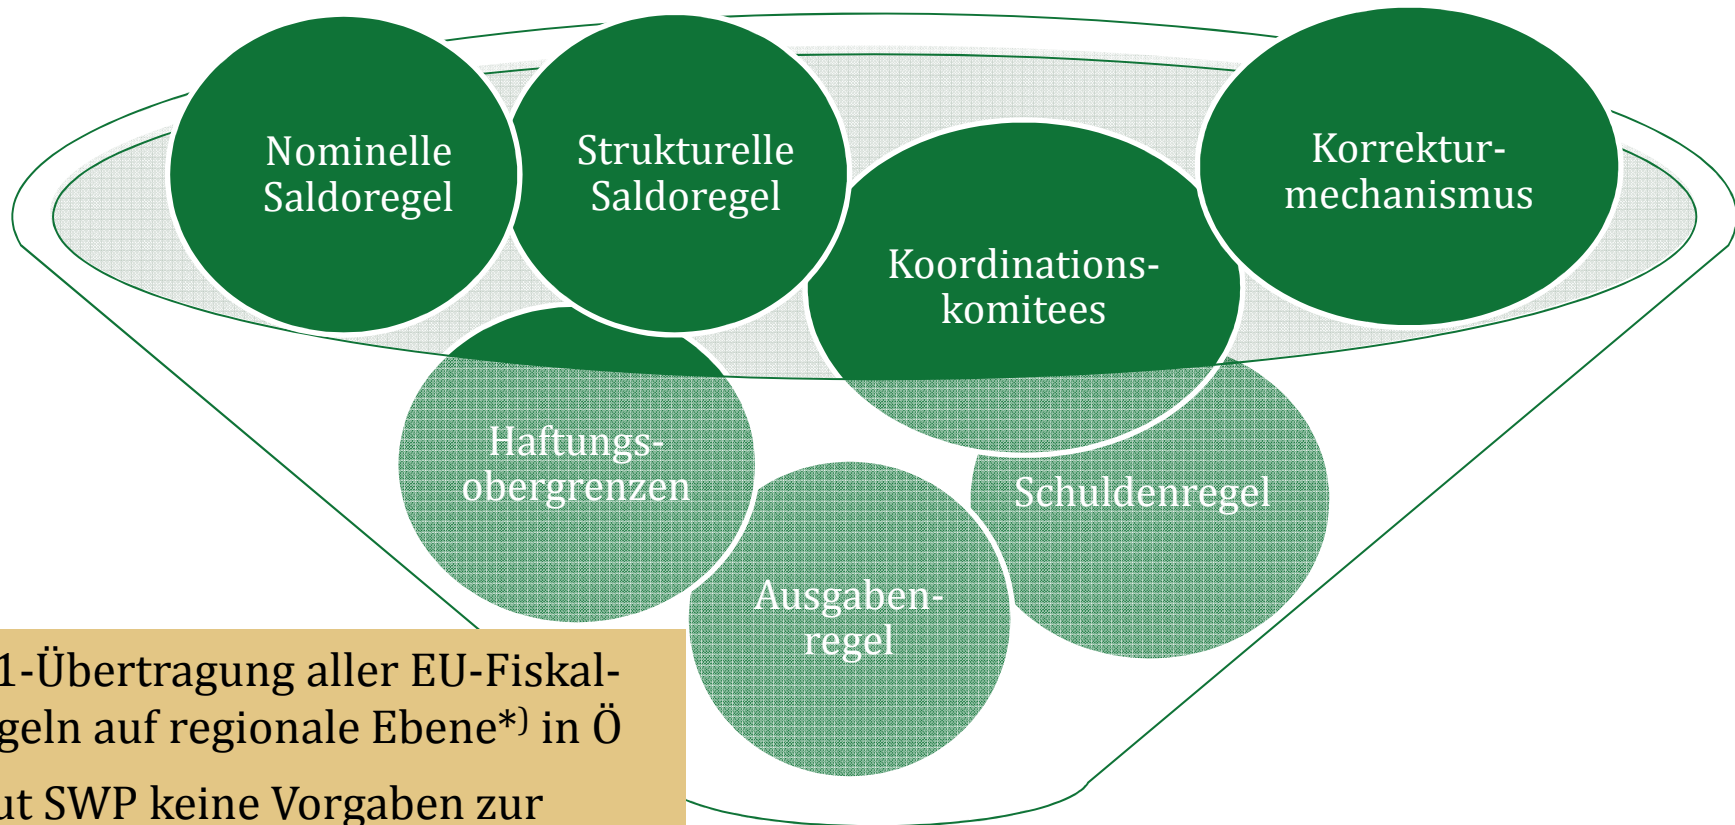 Nominelle
Saldoregel
Strukturelle
Saldoregel
Koordinations-
komitees
Korrektur-
mechanismus
Haftungs-
obergrenzen
Schuldenregel
Ausgaben-
regel
1-Übertragung aller EU-Fiskal-
geln auf regionale Ebene*) in Ö
ut SWP keine Vorgaben zur